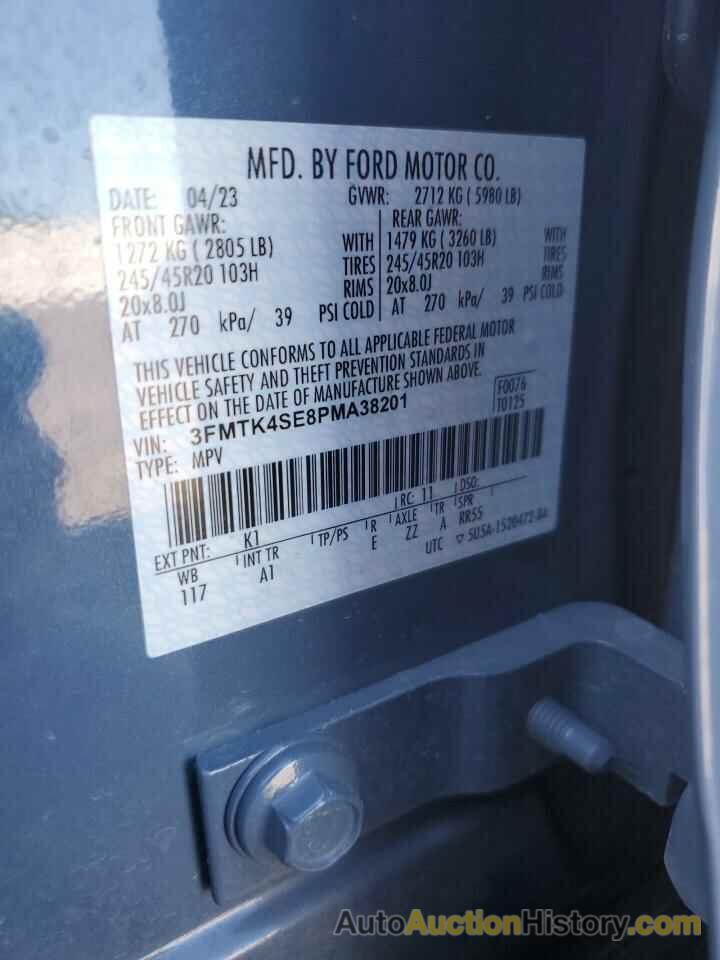 MFD. BY FORD MOTOR CO.
DATE: 04/23 GVWR: 2712 KG ( 5980 LB)
FRONT GAWR: REAR GAWR:
1272 KG ( 2805 LB) WITH 1479 KG ( 3260 LB) WITH
245/45R20 103H TIRES 245/45R20 103H TIRES
20x8.0J RIMS 20x8.0J RIMS
AT 270 kPa/ 39 PSI COLD AT 270 kPa/ 39 PSI COLD
THIS VEHICLE CONFORMS TO ALL APPLICABLE FEDERAL MOTOR
VEHICLE SAFETY AND THEFT PREVENTION STANDARDS IN
EFFECT ON THE DATE OF MANUFACTURE SHOWN ABOVE.
F0076
T0125
VIN: 3FMTK4SE8PMA38201
TYPE: MPV
EXT PNT: K1 RC: 11 DSO:
WB INT TR TP/PS R AXLE TR SPR
117 A1 E ZZ A RR55
UTC
AutoAuctionHistory.com